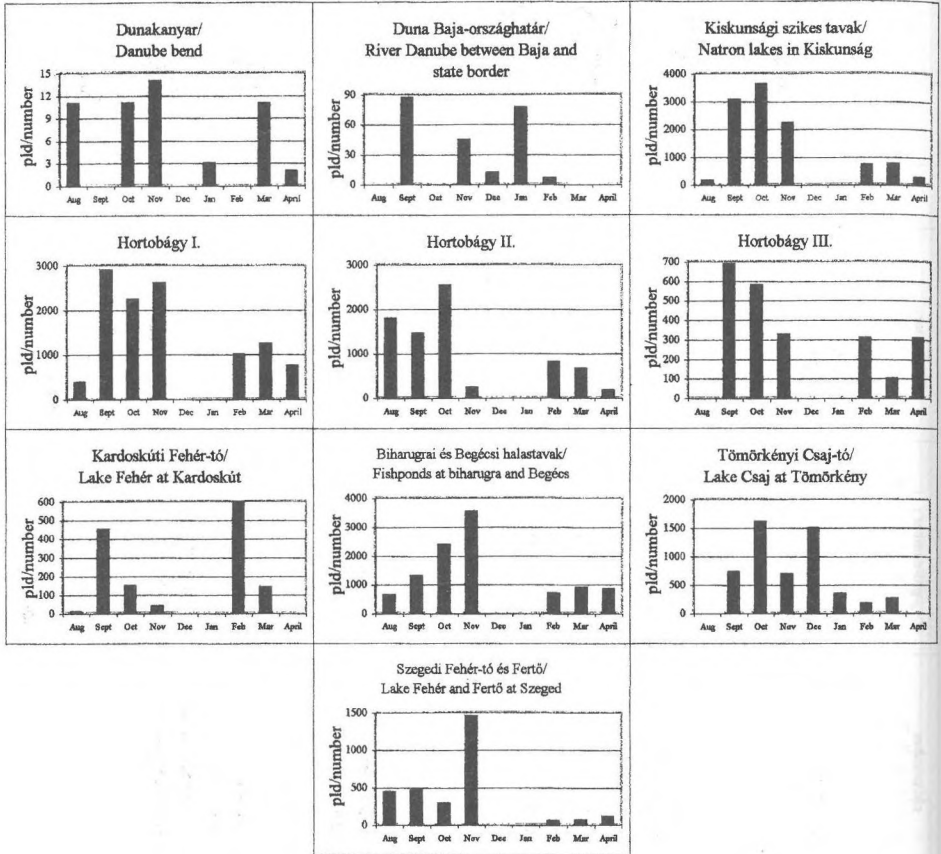 Dunakanyar/
Danube bend
pld/number
15
12
9
6
3
0
Aug Sept Oct Nov Dec Jan Feb Mar April
Duna Baja-országhatár/
River Danube between Baja and
state border
pld/number
90
60
30
0
Aug Sept Oct Nov Dec Jan Feb Mar April
Kiskunsági szikes tavak/
Natron lakes in Kiskunság
pld/number
4000
3000
2000
1000
0
Aug Sept Oct Nov Dec Jan Feb Mar April
Hortobágy I.
pld/number
3000
2000
1000
0
Aug Sept Oct Nov Dec Jan Feb Mar April
Hortobágy II.
pld/number
3000
2000
1000
0
Aug Sept Oct Nov Dec Jan Feb Mar April
Hortobágy III.
pld/number
700
600
500
400
300
200
100
0
Aug Sept Oct Nov Dec Jan Feb Mar April
Kardoskúti Fehér-tó/
Lake Fehér at Kardoskút
pld/number
600
500
400
300
200
100
0
Aug Sept Oct Nov Dec Jan Feb Mar April
Biharugrai és Begécsi halastavak/
Fishponds at biharugra and Begécs
pld/number
4000
3000
2000
1000
0
Aug Sept Oct Nov Dec Jan Feb Mar April
Tömörkényi Csaj-tó/
Lake Csaj at Tömörkény
pld/number
2000
1500
1000
500
0
Aug Sept Oct Nov Dec Jan Feb Mar April
Szegedi Fehér-tó és Fertő/
Lake Fehér and Fertő at Szeged
pld/number
1500
1000
500
0
Aug Sept Oct Nov Dec Jan Feb Mar April